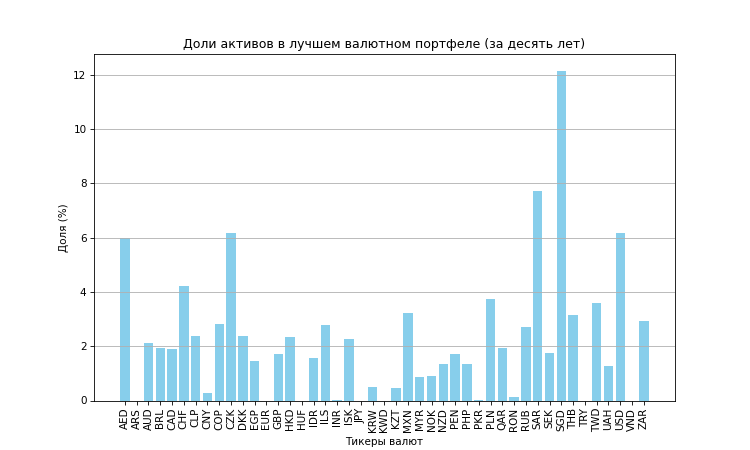 Доли активов в лучшем валютном портфеле (за десять лет)
Доля (%)
12
10
8
6
4
2
0
AED ARS AUD BRL CAD CHF CLP CNY COP CZK DKK EGP EUR GBP HKD HUF IDR ILS INR ISK JPY KRW KWD KZT MXN MYR NOK NZD PEN PHP PKR PLN QAR RON RUB SAR SEK SGD THB TRY TWD UAH USD VND ZAR
Тикеры валют